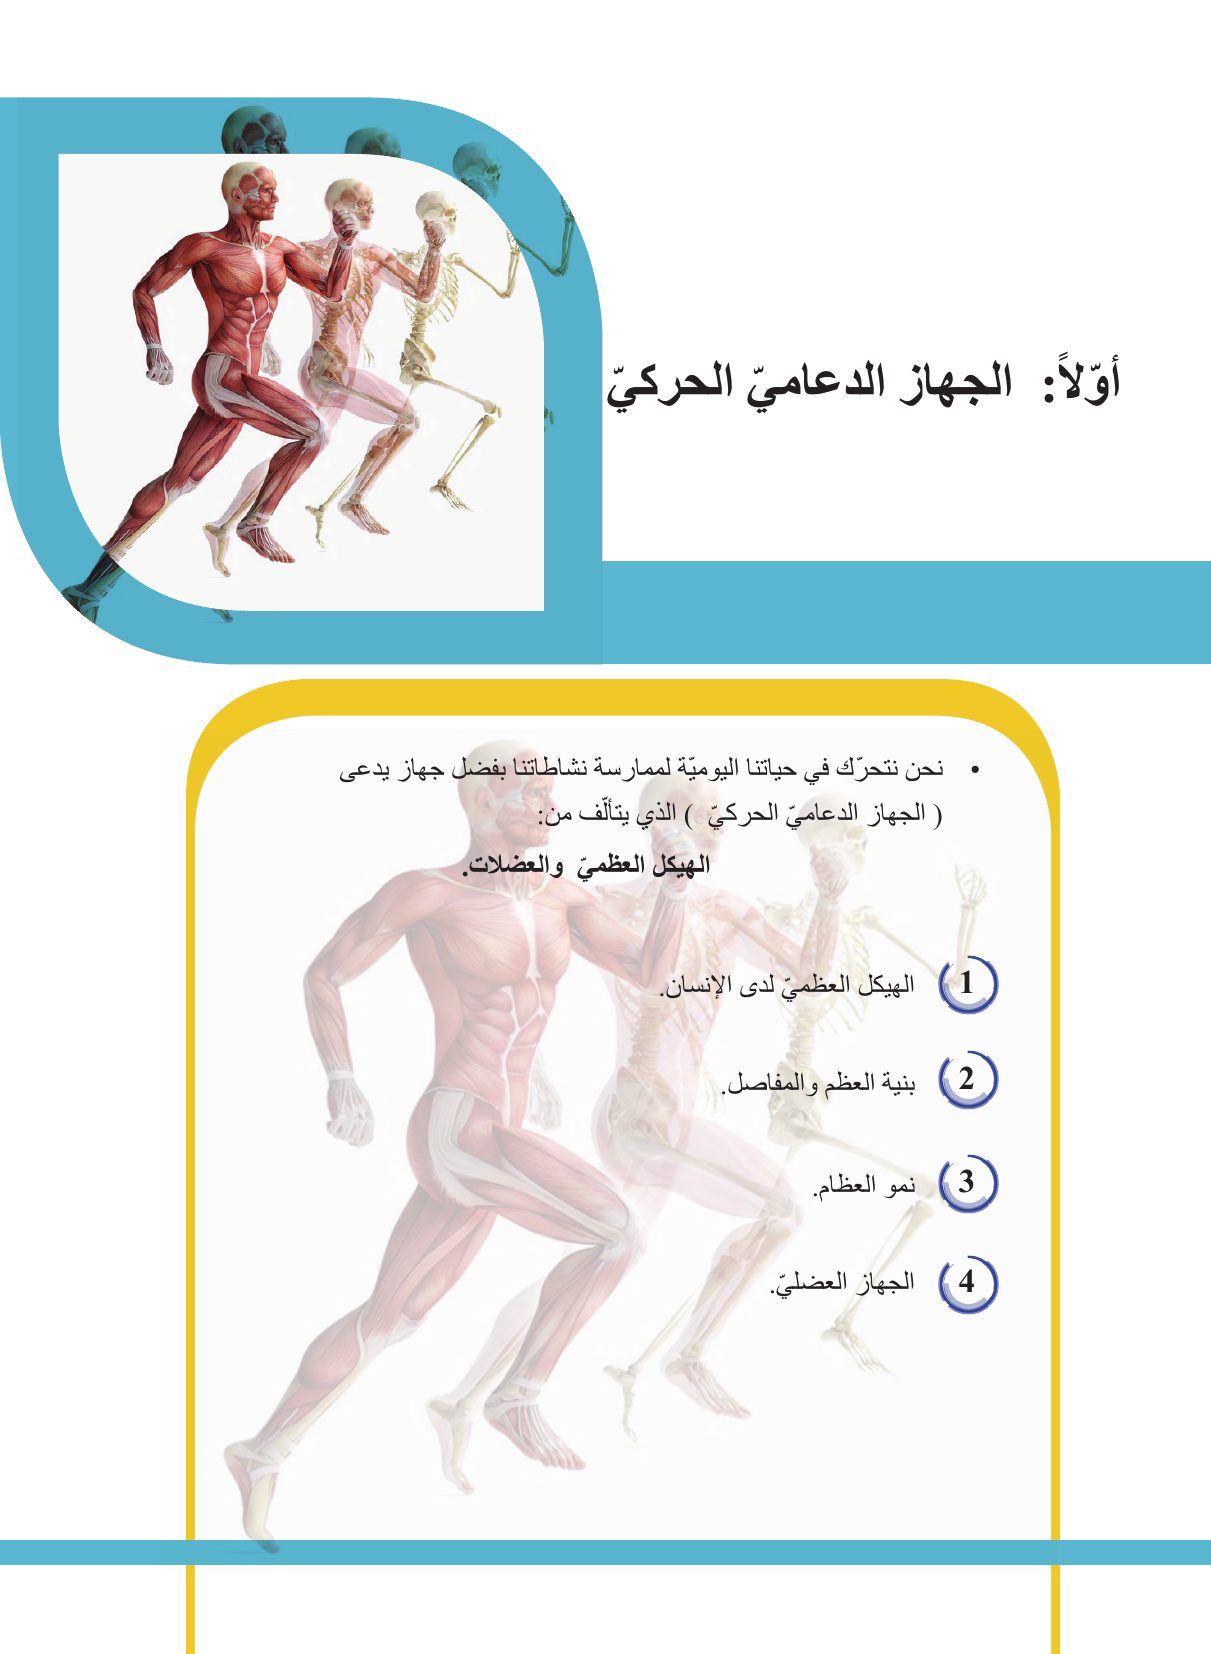 أوّلاً: الجهاز الدعاميّ الحركيّ
• نحن نتحرّك في حياتنا اليوميّة لممارسة نشاطاتنا بفضل جهاز يدعى
( الجهاز الدعاميّ الحركيّ ) الذي يتألّف من:
الهيكل العظميّ والعضلات.
1 الهيكل العظميّ لدى الإنسان.
2 بنية العظم والمفاصل.
3 نمو العظام.
4 الجهاز العضليّ.